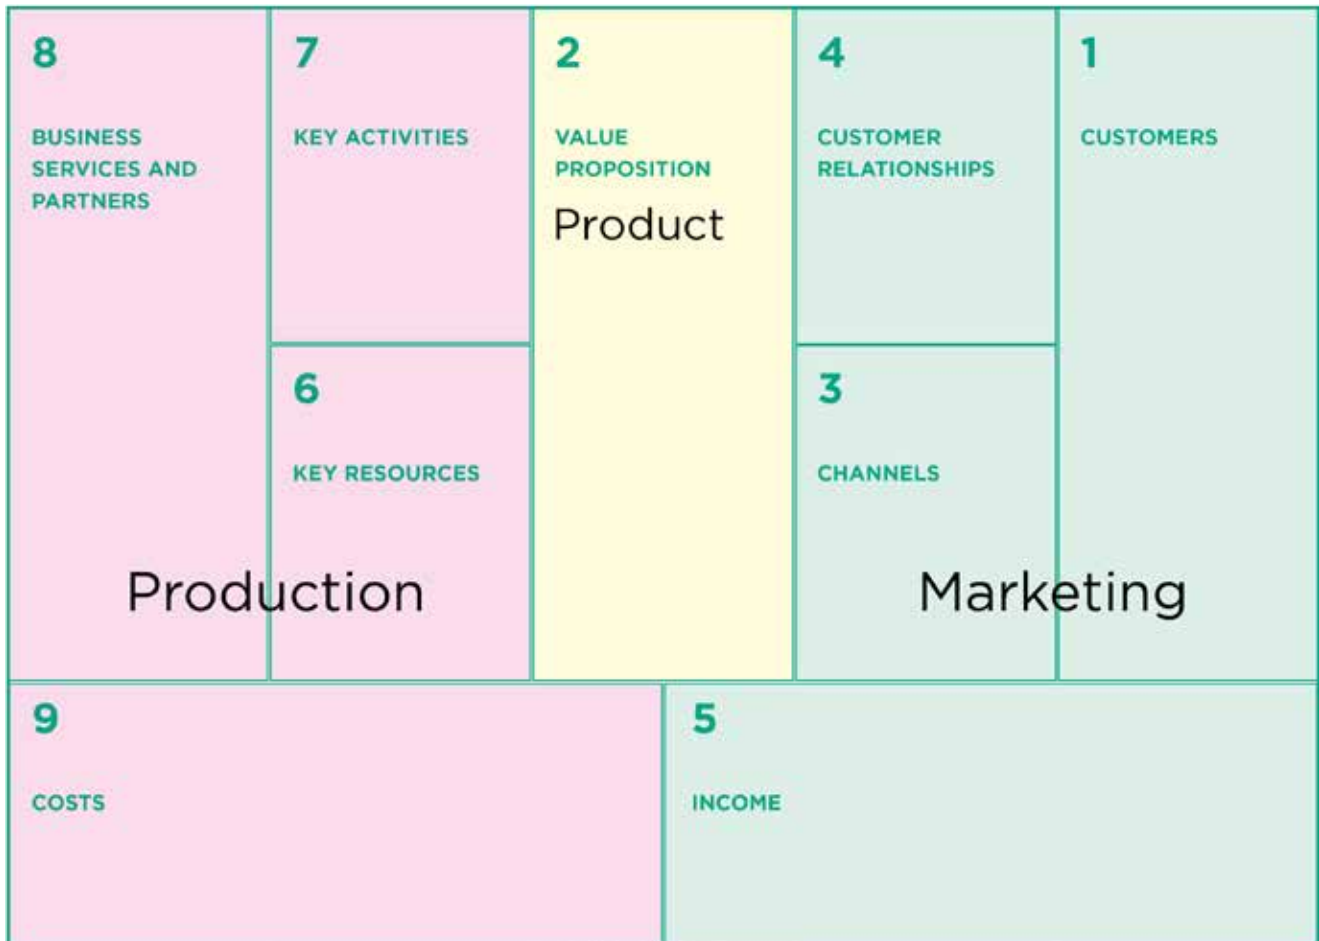 8
BUSINESS
SERVICES AND
PARTNERS
7
KEY ACTIVITIES
6
KEY RESOURCES
Production
2
VALUE
PROPOSITION
Product
4
CUSTOMER
RELATIONSHIPS
3
CHANNELS
1
CUSTOMERS
Marketing
9
COSTS
5
INCOME